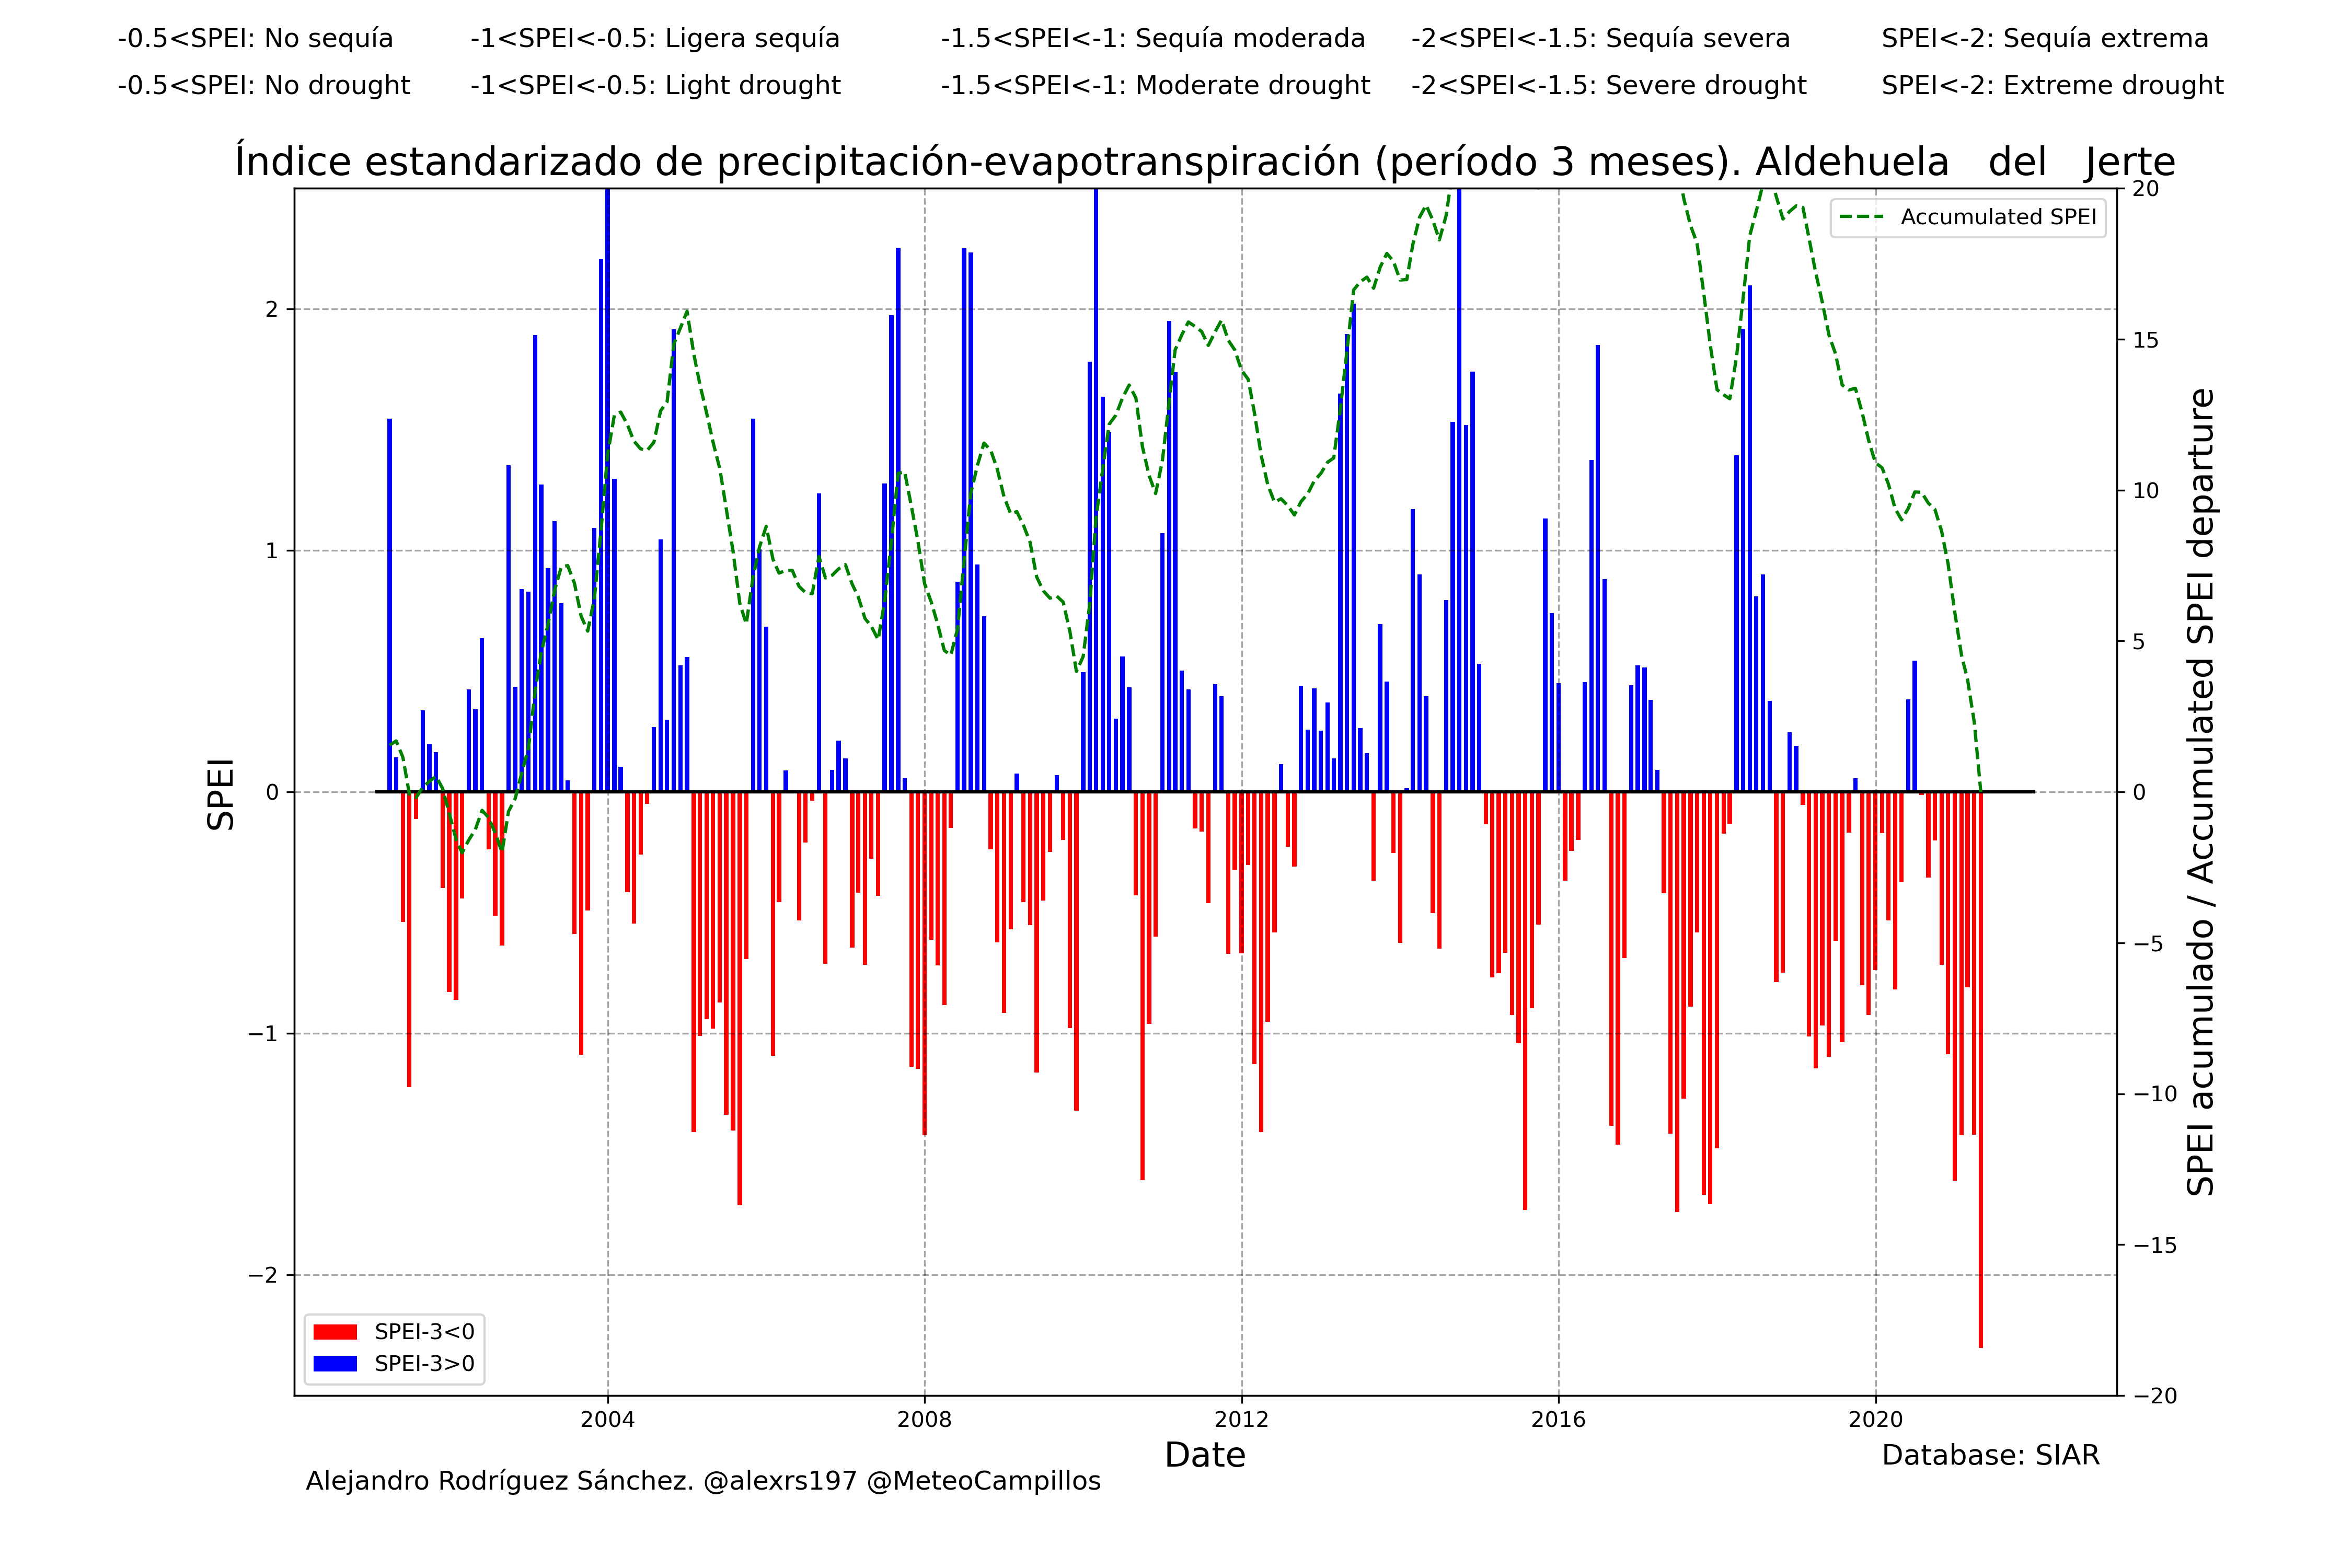 -0.5<SPEI: No sequía -1<SPEI<-0.5: Ligera sequía -1.5<SPEI<-1: Sequía moderada -2<SPEI<-1.5: Sequía severa SPEI<-2: Sequía extrema
-0.5<SPEI: No drought -1<SPEI<-0.5: Light drought -1.5<SPEI<-1: Moderate drought -2<SPEI<-1.5: Severe drought SPEI<-2: Extreme drought
Índice estandarizado de precipitación-evapotranspiración (período 3 meses). Aldehuela del Jerte
Accumulated SPEI
SPEI
2
1
0
−1
−2
20
15
10
5
0
−5
−10
−15
−20
SPEI acumulado / Accumulated SPEI departure
SPEI-3<0
SPEI-3>0
2004 2008 2012 2016 2020
Date
Database: SIAR
Alejandro Rodríguez Sánchez. @alexrs197 @MeteoCampillos